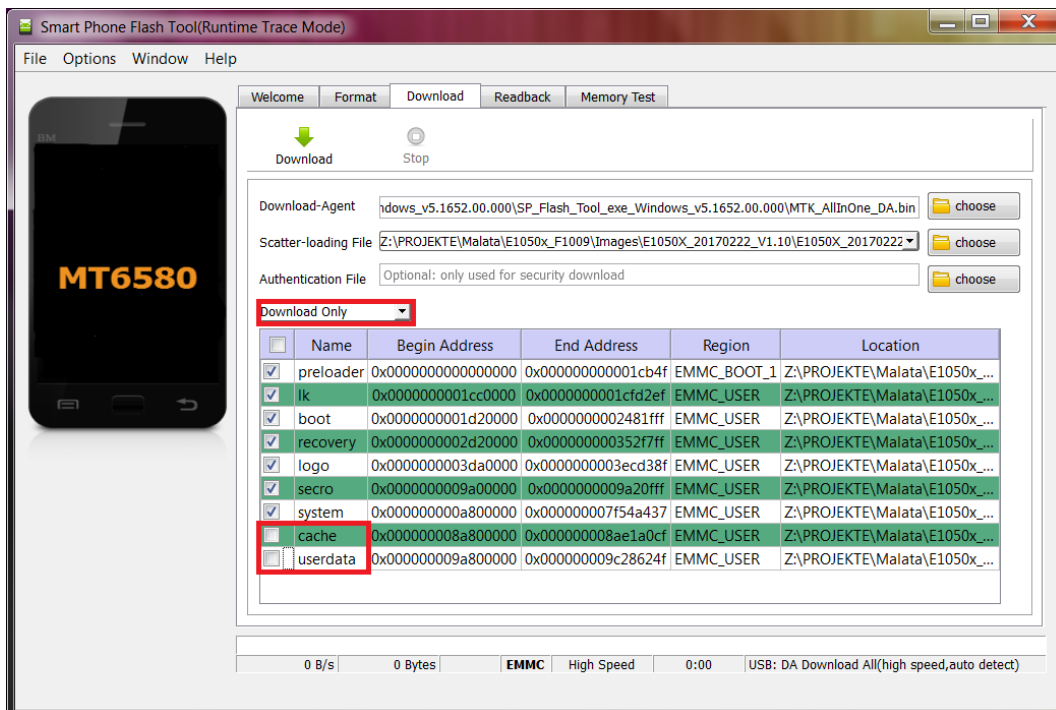 Smart Phone Flash Tool(Runtime Trace Mode)
File Options Window Help
BM
MT6580
Welcome Format Download Readback Memory Test
Download Stop
Download-Agent ndows_v5.1652.00.000\SP_Flash_Tool_exe_Windows_v5.1652.00.000\MTK_AllInOne_DA.bin choose
Scatter-loading File Z:\PROJEKTE\Malata\E1050x_F1009\Images\E1050X_20170222_V1.10\E1050X_20170222 choose
Authentication File Optional: only used for security download choose
Download Only
Name Begin Address End Address Region Location
preloader 0x0000000000000000 0x000000000001cb4f EMMC_BOOT_1 Z:\PROJEKTE\Malata\E1050x_...
lk 0x0000000001cc0000 0x0000000001cfd2ef EMMC_USER Z:\PROJEKTE\Malata\E1050x_...
boot 0x0000000001d20000 0x0000000002481fff EMMC_USER Z:\PROJEKTE\Malata\E1050x_...
recovery 0x0000000002d20000 0x000000000352f7ff EMMC_USER Z:\PROJEKTE\Malata\E1050x_...
logo 0x0000000003da0000 0x0000000003ecd38f EMMC_USER Z:\PROJEKTE\Malata\E1050x_...
secro 0x0000000009a00000 0x0000000009a20fff EMMC_USER Z:\PROJEKTE\Malata\E1050x_...
system 0x000000000a800000 0x000000007f54a437 EMMC_USER Z:\PROJEKTE\Malata\E1050x_...
cache 0x000000008a800000 0x000000008ae1a0cf EMMC_USER Z:\PROJEKTE\Malata\E1050x_...
userdata 0x000000009a800000 0x000000009c28624f EMMC_USER Z:\PROJEKTE\Malata\E1050x_...
0 B/s 0 Bytes EMMC High Speed 0:00 USB: DA Download All(high speed,auto detect)